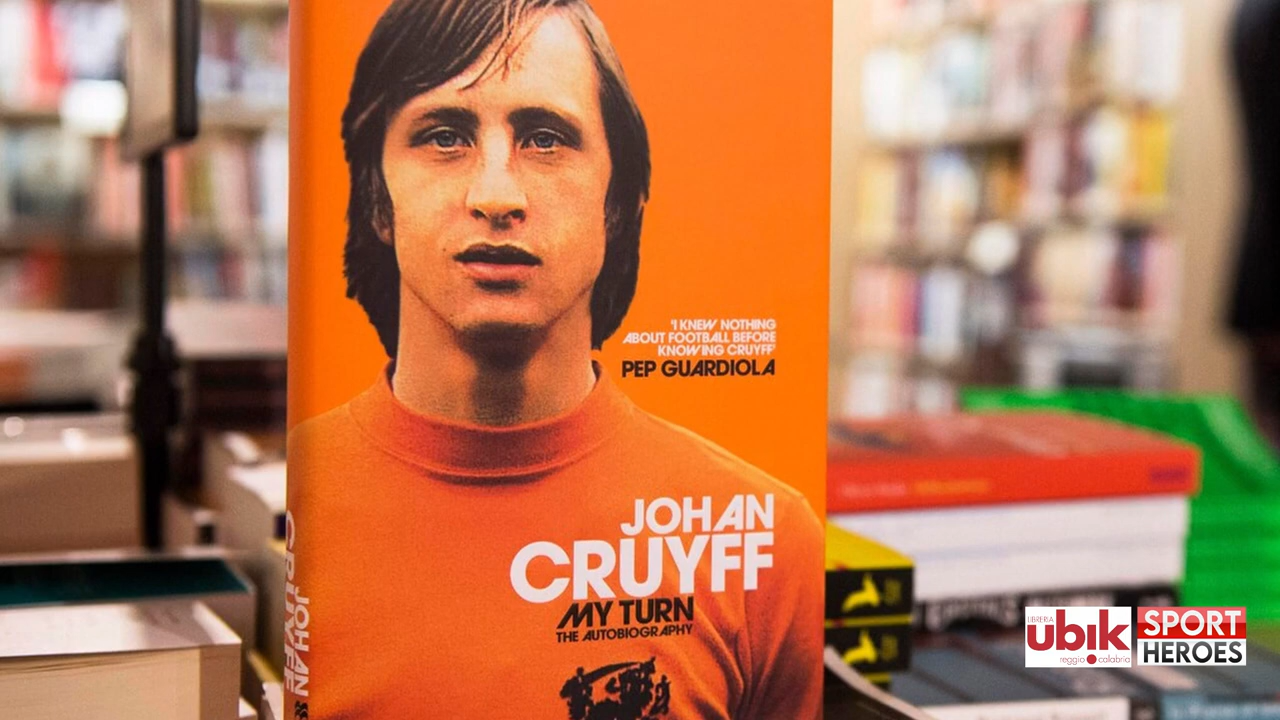 'I KNEW NOTHING
ABOUT FOOTBALL BEFORE
KNOWING CRUYFF'
PEP GUARDIOLA
JOHAN
CRUYFF
MY TURN
THE AUTOBIOGRAPHY
JOHAN
CRUYFF
LIBRERIA
ubik
reggio calabria
SPORT
HEROES